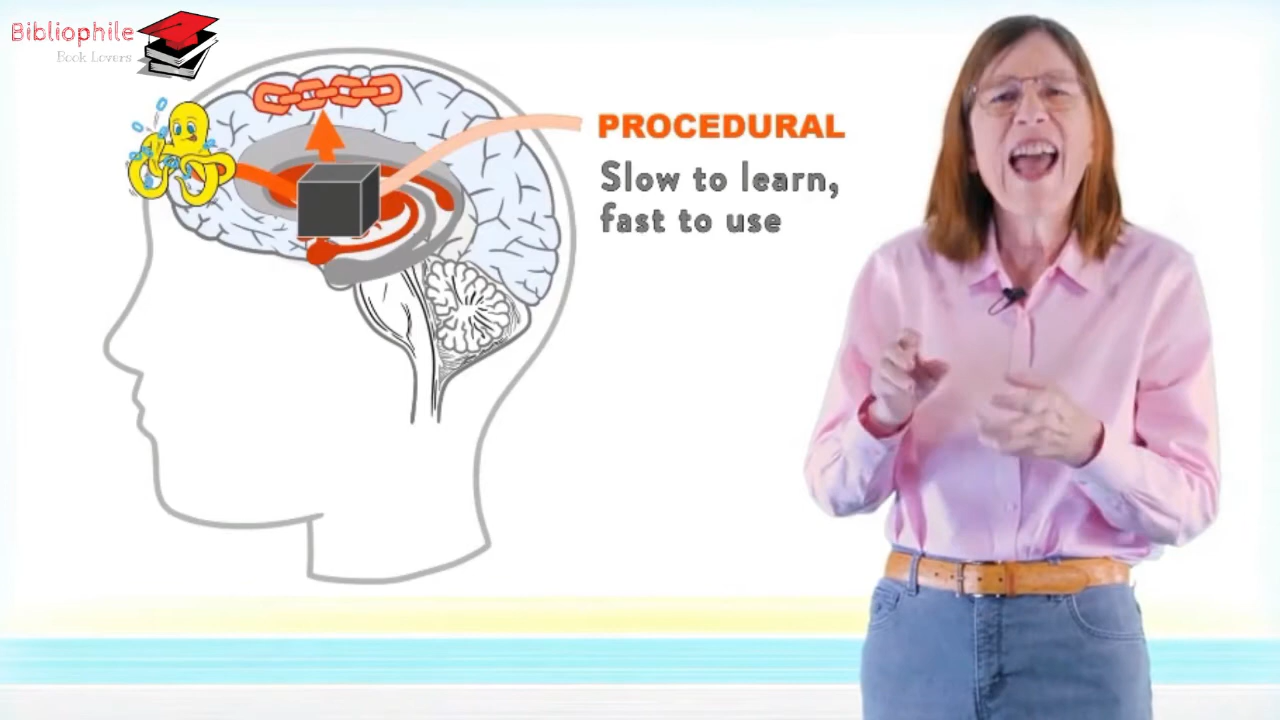 Bibliophile
Book Lovers
PROCEDURAL
Slow to learn,
fast to use